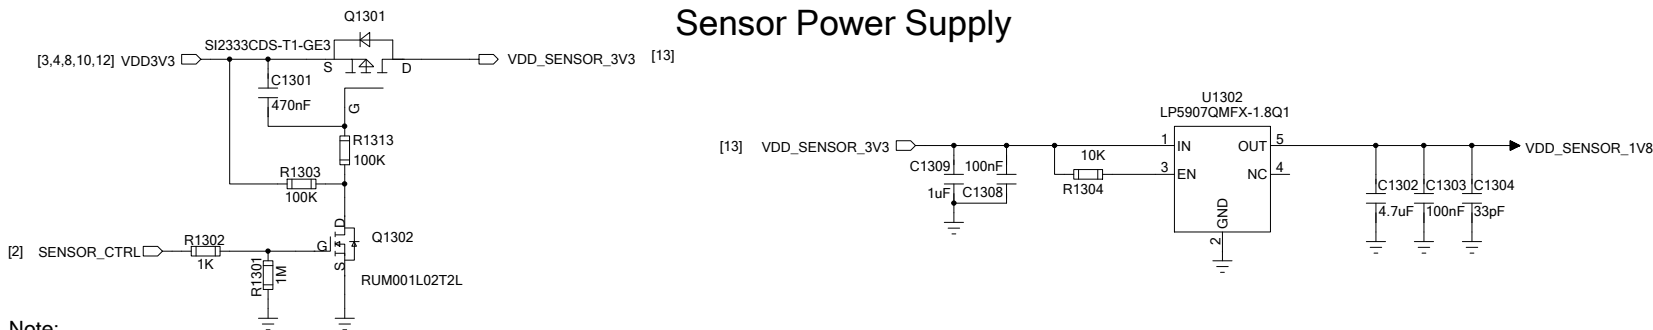 Sensor Power Supply
Q1301
SI2333CDS-T1-GE3
[3,4,8,10,12] VDD3V3
S
D
VDD_SENSOR_3V3 [13]
C1301
470nF
G
R1313
100K
R1303
100K
D
[2] SENSOR_CTRL
R1302
1K
G
S
Q1302
R1301
1M
RUM001L02T2L
Note:
U1302
LP5907QMFX-1.8Q1
[13] VDD_SENSOR_3V3
1 IN
OUT 5
VDD_SENSOR_1V8
C1309
100nF
10K
3 EN
NC 4
1uF
C1308
R1304
GND
2
C1302 C1303 C1304
4.7uF 100nF 33pF